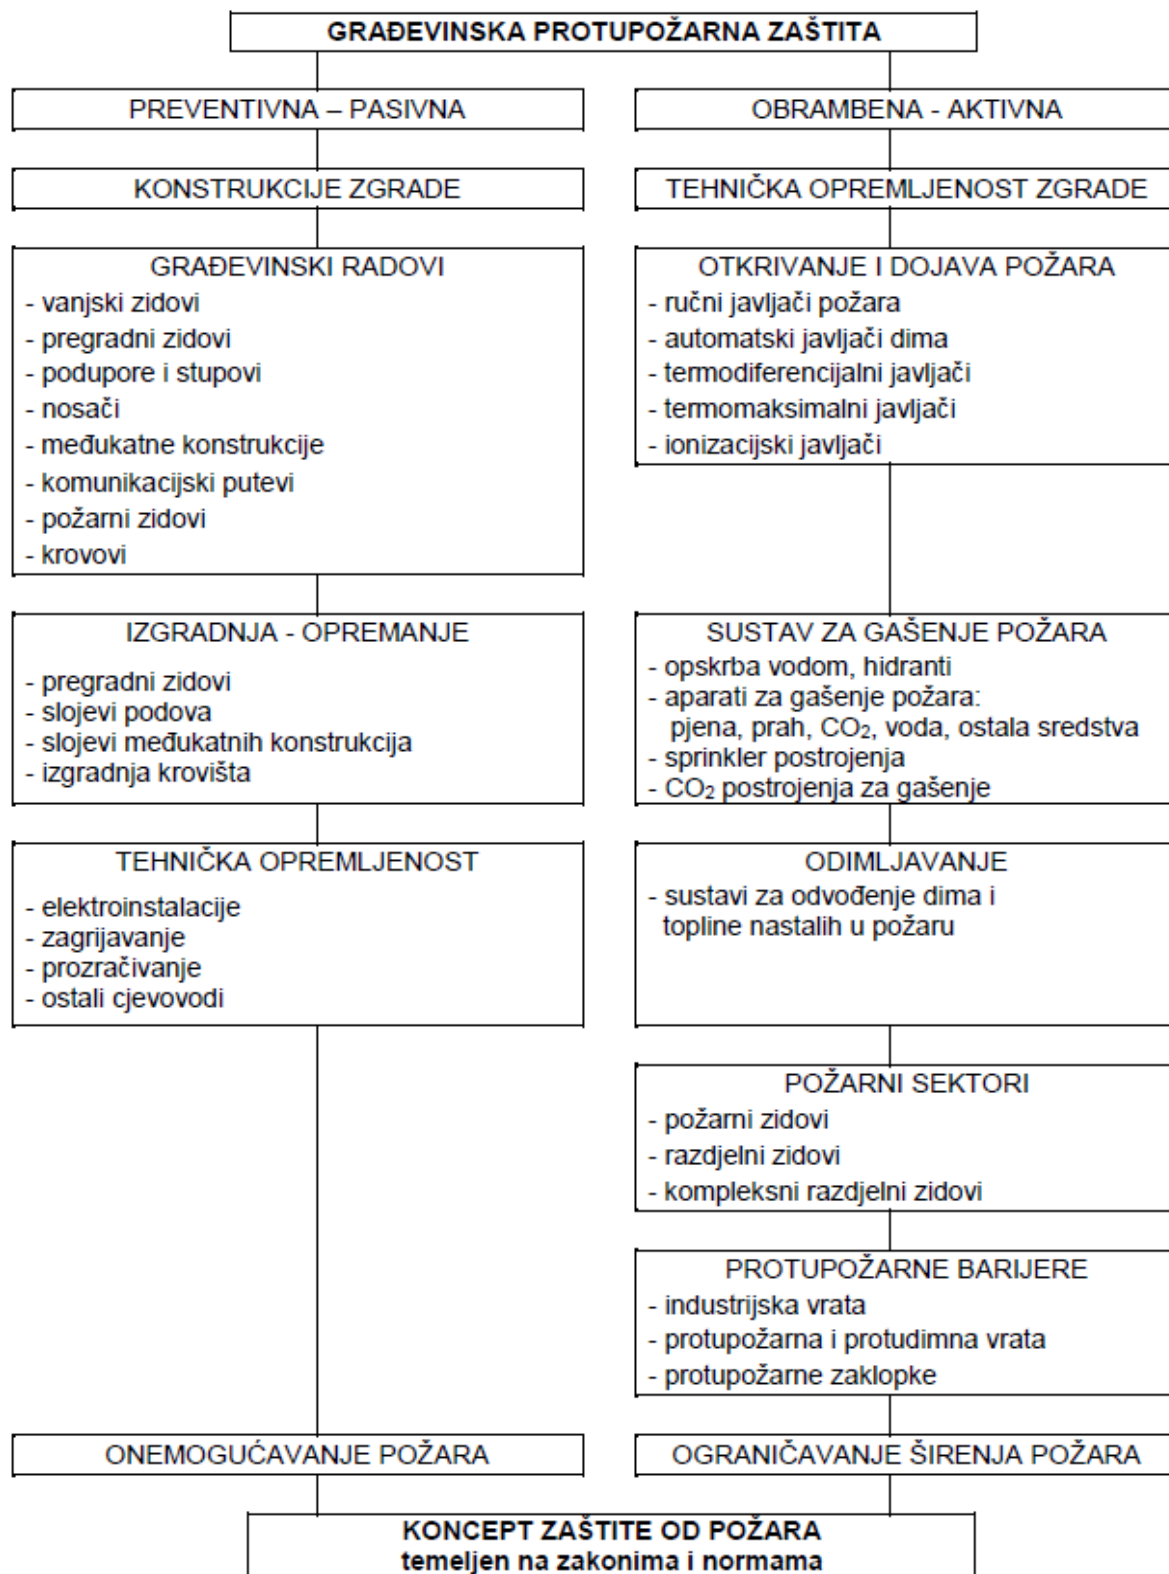 GRAĐEVINSKA PROTUPOŽARNA ZAŠTITA
PREVENTIVNA – PASIVNA
KONSTRUKCIJE ZGRADE
GRAĐEVINSKI RADOVI
- vanjski zidovi
- pregradni zidovi
- podupore i stupovi
- nosači
- međukatne konstrukcije
- komunikacijski putevi
- požarni zidovi
- krovovi
IZGRADNJA - OPREMANJE
- pregradni zidovi
- slojevi podova
- slojevi međukatnih konstrukcija
- izgradnja krovišta
TEHNIČKA OPREMLJENOST
- elektroinstalacije
- zagrijavanje
- prozračivanje
- ostali cjevovodi
ONEMOGUĆAVANJE POŽARA
OBRAMBENA - AKTIVNA
TEHNIČKA OPREMLJENOST ZGRADE
OTKRIVANJE I DOJAVA POŽARA
- ručni javljači požara
- automatski javljači dima
- termodiferencijalni javljači
- termomaksimalni javljači
- ionizacijski javljači
SUSTAV ZA GAŠENJE POŽARA
- opskrba vodom, hidranti
- aparati za gašenje požara:
pjena, prah, CO₂, voda, ostala sredstva
- sprinkler postrojenja
- CO₂ postrojenja za gašenje
ODIMLJAVANJE
- sustavi za odvođenje dima i
topline nastalih u požaru
POŽARNI SEKTORI
- požarni zidovi
- razdjelni zidovi
- kompleksni razdjelni zidovi
PROTUPOŽARNE BARIJERE
- industrijska vrata
- protupožarna i protudimna vrata
- protupožarne zaklopke
OGRANIČAVANJE ŠIRENJA POŽARA
KONCEPT ZAŠTITE OD POŽARA
temeljen na zakonima i normama